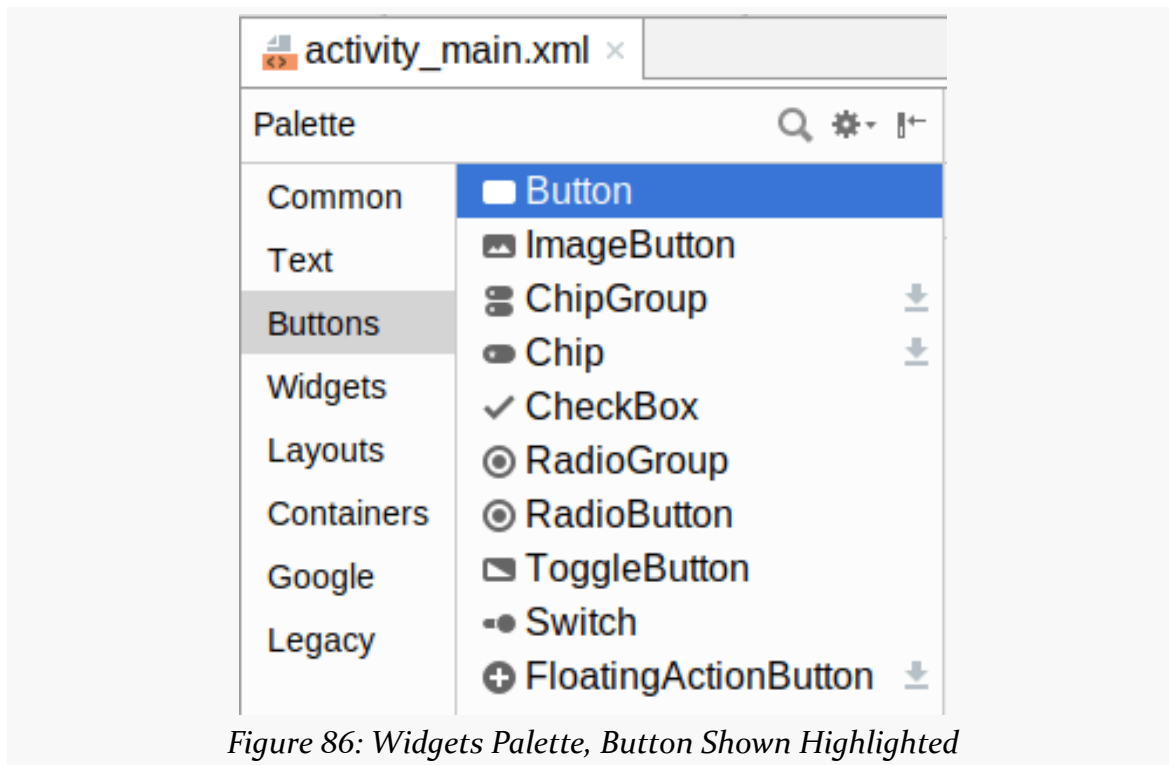 activity_main.xml
Palette
Common
Text
Buttons
Widgets
Layouts
Containers
Google
Legacy
Button
ImageButton
ChipGroup
Chip
CheckBox
RadioGroup
RadioButton
ToggleButton
Switch
FloatingActionButton
Figure 86: Widgets Palette, Button Shown Highlighted